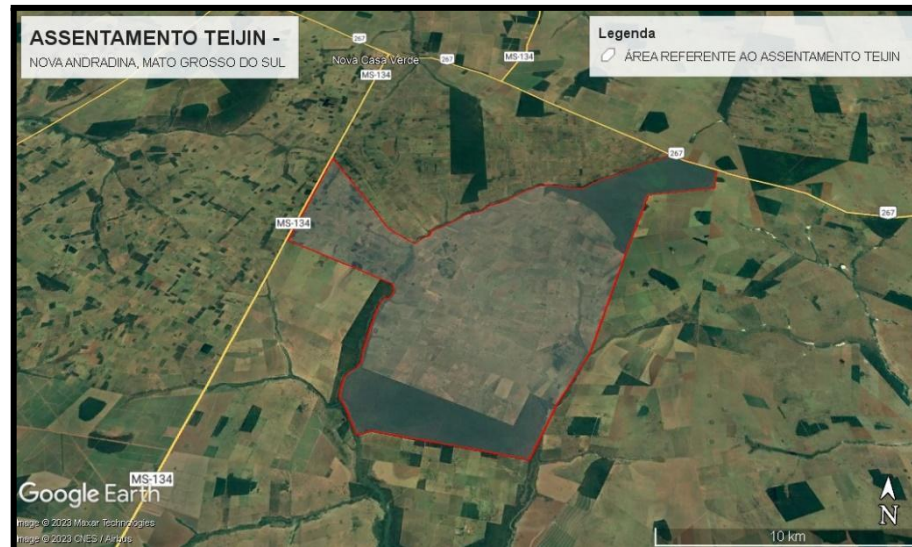 ASSENTAMENTO TEIJIN -
NOVA ANDRADINA, MATO GROSSO DO SUL
Legenda
ÁREA REFERENTE AO ASSENTAMENTO TEIJIN
267
267
MS-134
Nova Casa Verde
MS-134
267
267
MS-134
MS-134
Google Earth
Image © 2023 Maxar Technologies
Image © 2023 CNES / Airbus
10 km
N